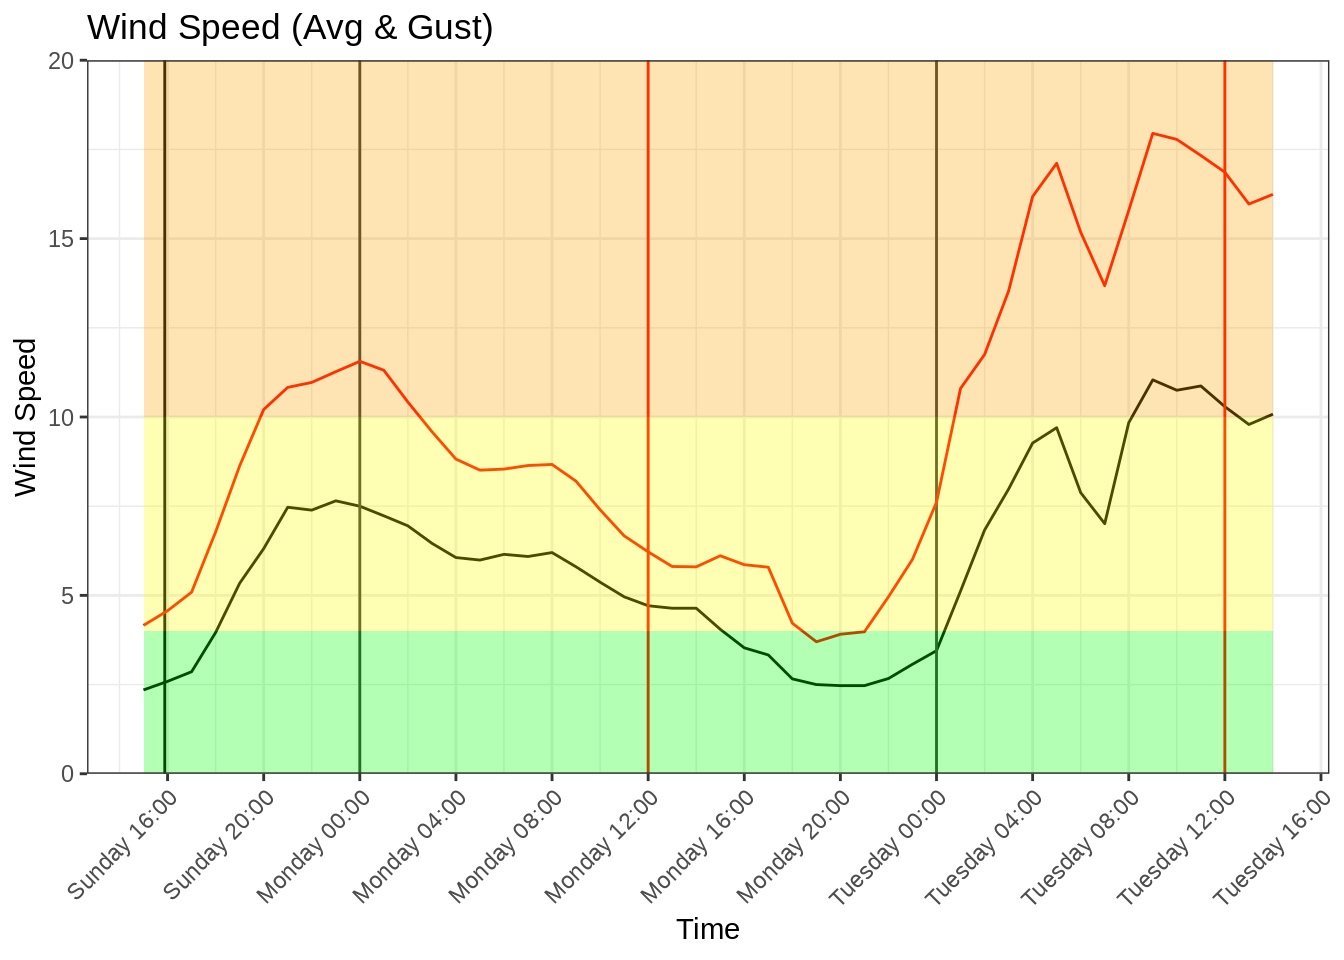 Wind Speed (Avg & Gust)
20
15
10
5
0
Wind Speed
Sunday 16:00
Sunday 20:00
Monday 00:00
Monday 04:00
Monday 08:00
Monday 12:00
Monday 16:00
Monday 20:00
Tuesday 00:00
Tuesday 04:00
Tuesday 08:00
Tuesday 12:00
Tuesday 16:00
Time